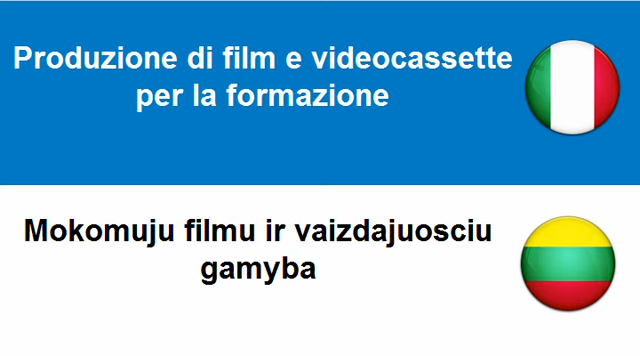 Produzione di film e videocassette
per la formazione
Mokomuju filmu ir vaizdajuosciu
gamyba